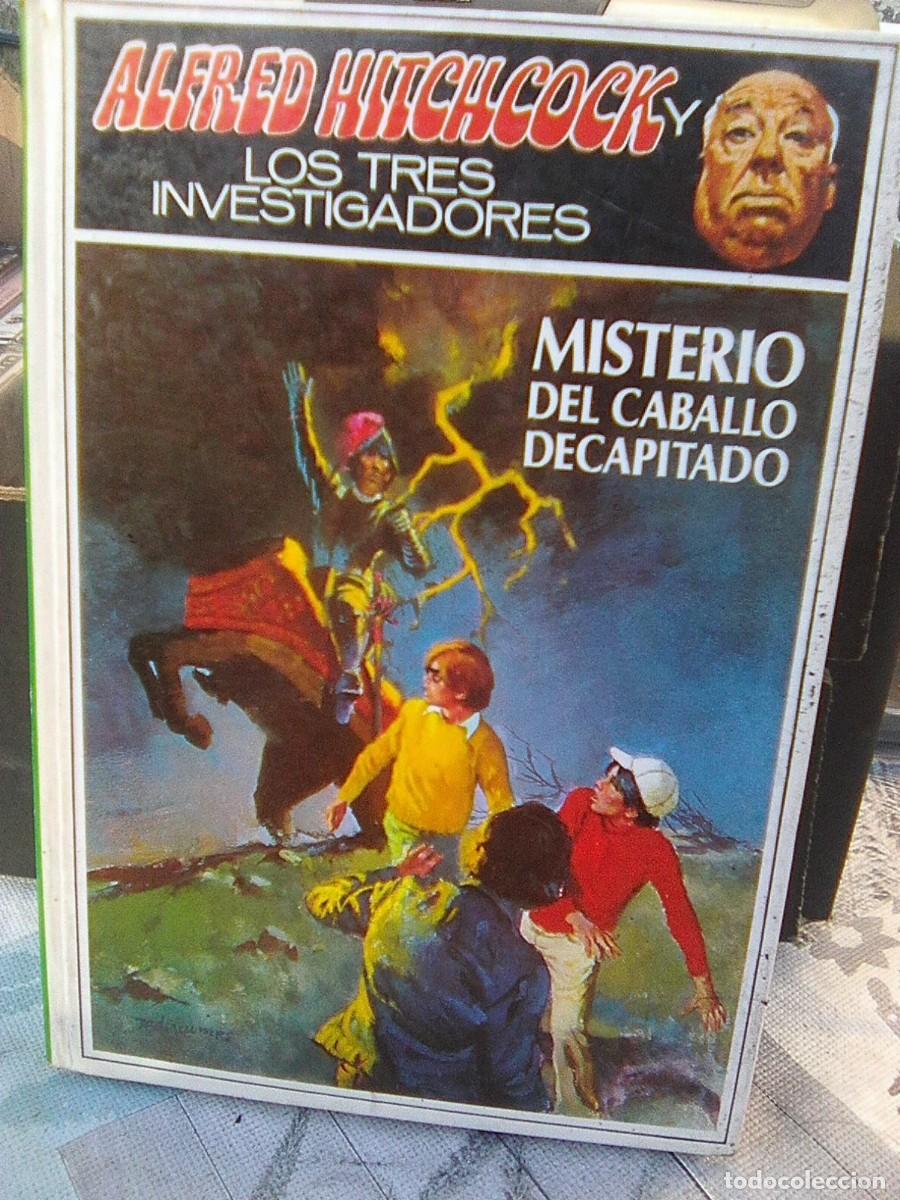 ALFRED HITCHCOCK Y
LOS TRES
INVESTIGADORES
MISTERIO
DEL CABALLO
DECAPITADO
todocoleccion